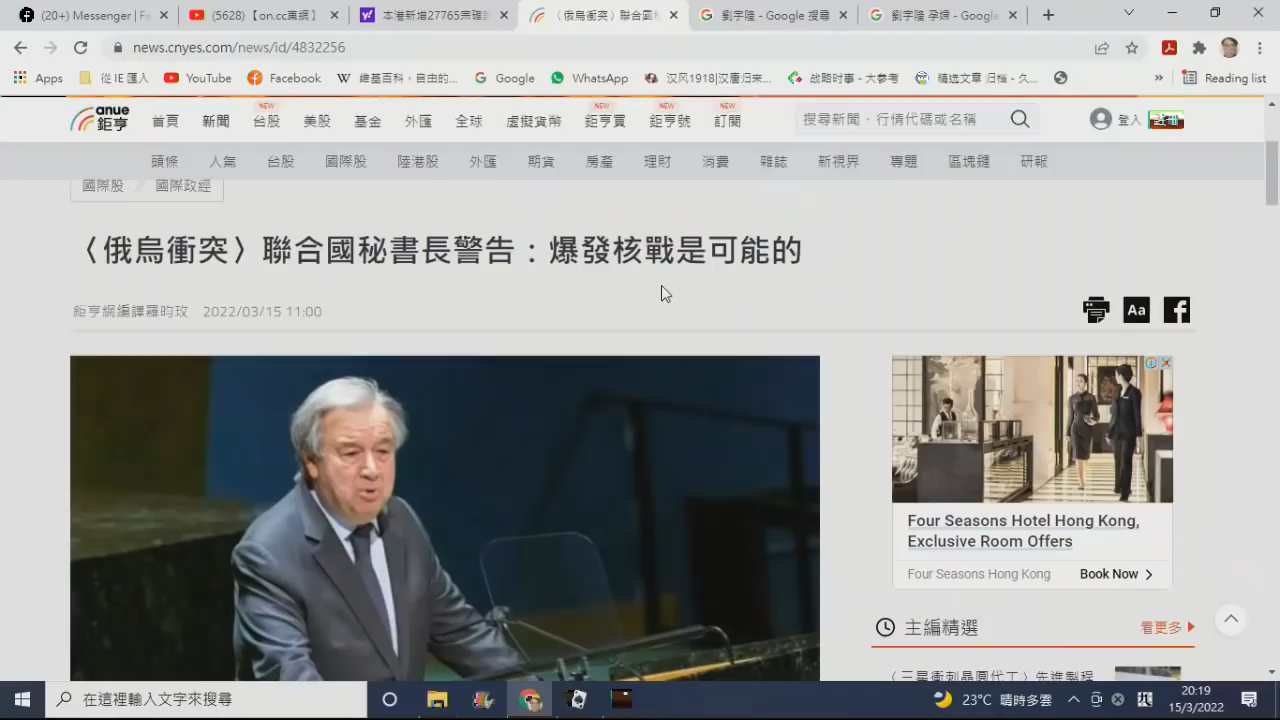 (20+) Messenger | Fa
(5628)【on.cc東網】
本港新增27765宗確診
〈俄烏衝突〉聯合國秘
劉宇隆 - Google 搜尋
劉宇隆 孕婦 - Google
news.cnyes.com/news/id/4832256
Apps
從 IE 匯入
YouTube
Facebook
維基百科，自由的...
Google
WhatsApp
汉风1918|汉唐归来...
战略时事 - 大参考
精选文章 归档 - 久...
»
Reading list
anue
鉅亨
首頁
新聞
NEW
台股
美股
基金
外匯
全球
虛擬貨幣
NEW
鉅亨買
NEW
鉅亨號
NEW
訂閱
搜尋新聞、行情代碼或名稱
登入
頭條
人氣
台股
國際股
陸港股
外匯
期貨
房產
理財
消費
雜誌
新視界
專題
區塊鏈
研報
國際股 // 國際政經
〈俄烏衝突〉聯合國秘書長警告：爆發核戰是可能的
鉅亨網編譯羅昀玫 2022/03/15 11:00
Aa
Four Seasons Hotel Hong Kong,
Exclusive Room Offers
Four Seasons Hong Kong
Book Now
主編精選
看更多
〈三星衝刺晶圓代工〉先進製程
在這裡輸入文字來搜尋
23°C 晴時多雲
20:19
15/3/2022